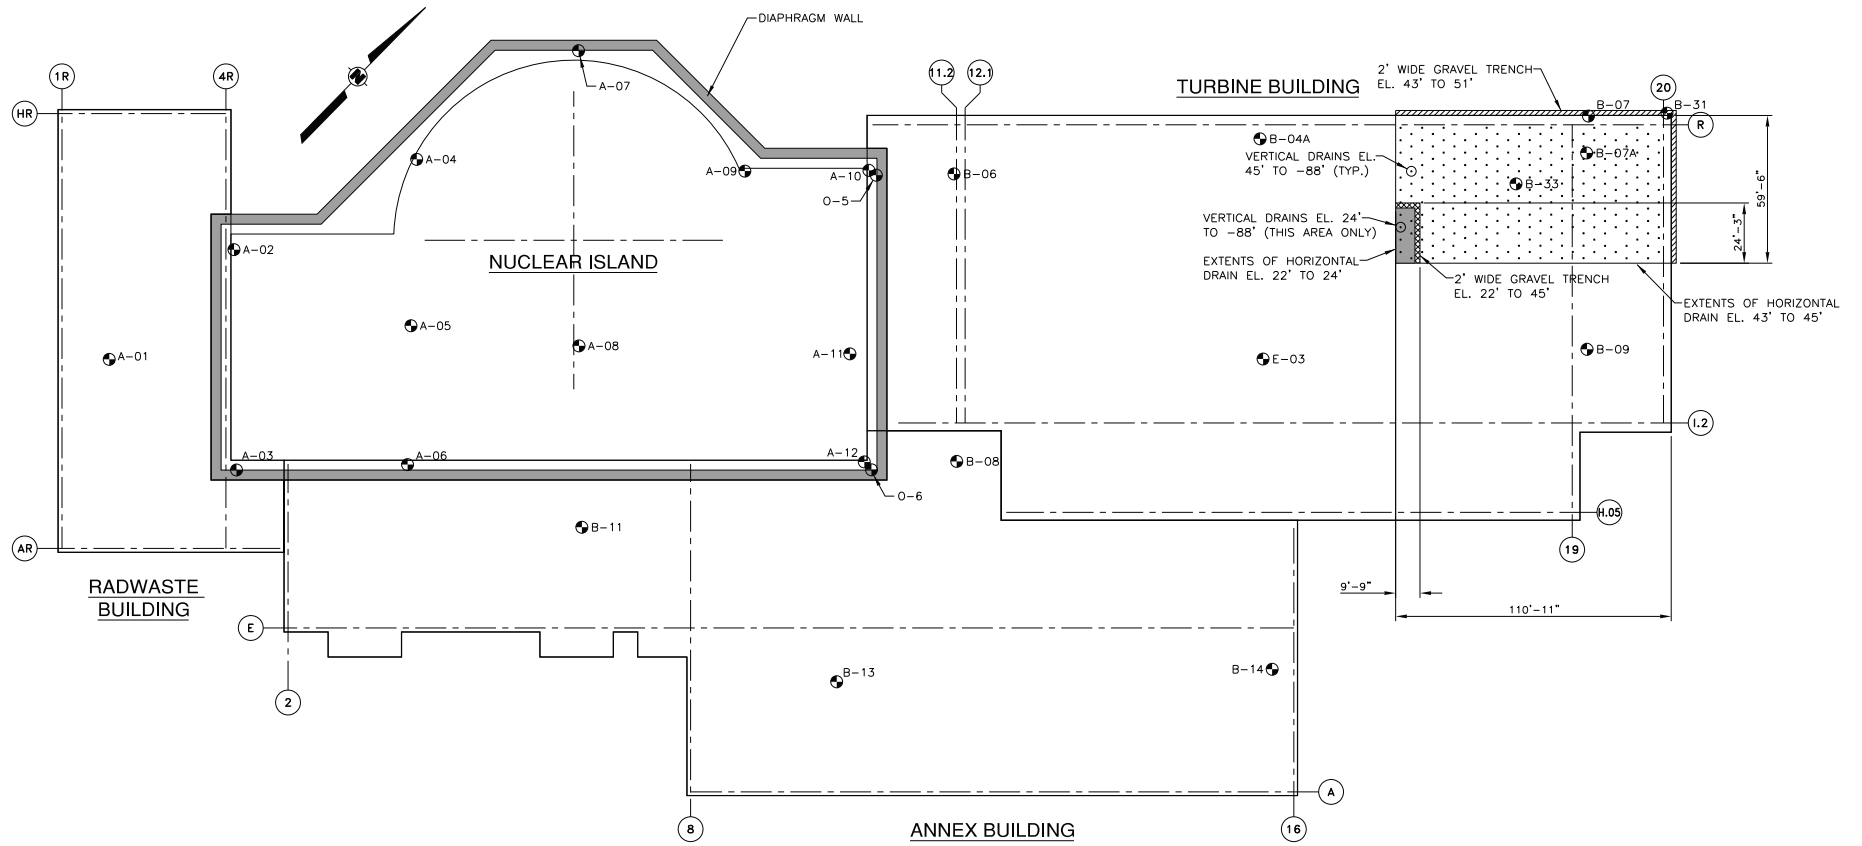 DIAPHRAGM WALL
1R
4R
N
A-07
11.2
12.1
TURBINE BUILDING
2' WIDE GRAVEL TRENCH
EL. 43' TO 51'
20
B-07
B-31
HR
R
A-04
B-04A
B-07A
VERTICAL DRAINS EL.
45' TO -88' (TYP.)
A-09
A-10
B-06
B-33
59'-6"
O-5
VERTICAL DRAINS EL. 24'
TO -88' (THIS AREA ONLY)
24'-3"
A-02
NUCLEAR ISLAND
EXTENTS OF HORIZONTAL
DRAIN EL. 22' TO 24'
2' WIDE GRAVEL TRENCH
EL. 22' TO 45'
EXTENTS OF HORIZONTAL
DRAIN EL. 43' TO 45'
A-05
A-01
A-08
A-11
E-03
B-09
I.2
A-03
A-06
A-12
B-08
O-6
H.05
B-11
AR
19
RADWASTE
BUILDING
9'-9"
110'-11"
E
B-13
B-14
2
A
8
ANNEX BUILDING
16